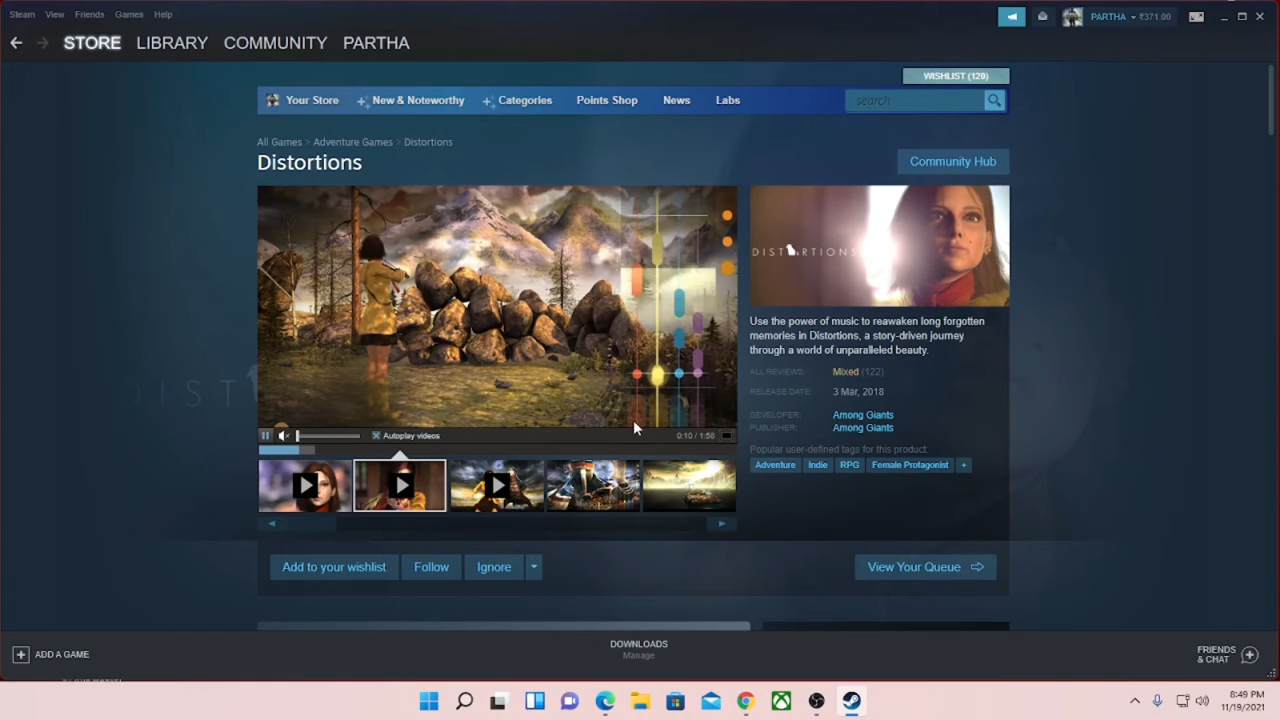 Steam View Friends Games Help
PARTHA ₹371.00
STORE LIBRARY COMMUNITY PARTHA
WISHLIST (120)
Your Store New & Noteworthy Categories Points Shop News Labs
search
All Games > Adventure Games > Distortions
Distortions
Community Hub
DISTORTIONS
Use the power of music to reawaken long forgotten
memories in Distortions, a story-driven journey
through a world of unparalleled beauty.
ALL REVIEWS: Mixed (122)
RELEASE DATE: 3 Mar, 2018
DEVELOPER: Among Giants
PUBLISHER: Among Giants
Popular user-defined tags for this product:
Adventure Indie RPG Female Protagonist +
Autoplay videos
0:10 / 1:58
Add to your wishlist Follow Ignore View Your Queue
ADD A GAME
DOWNLOADS
Manage
FRIENDS
& CHAT
8:49 PM
11/19/2021